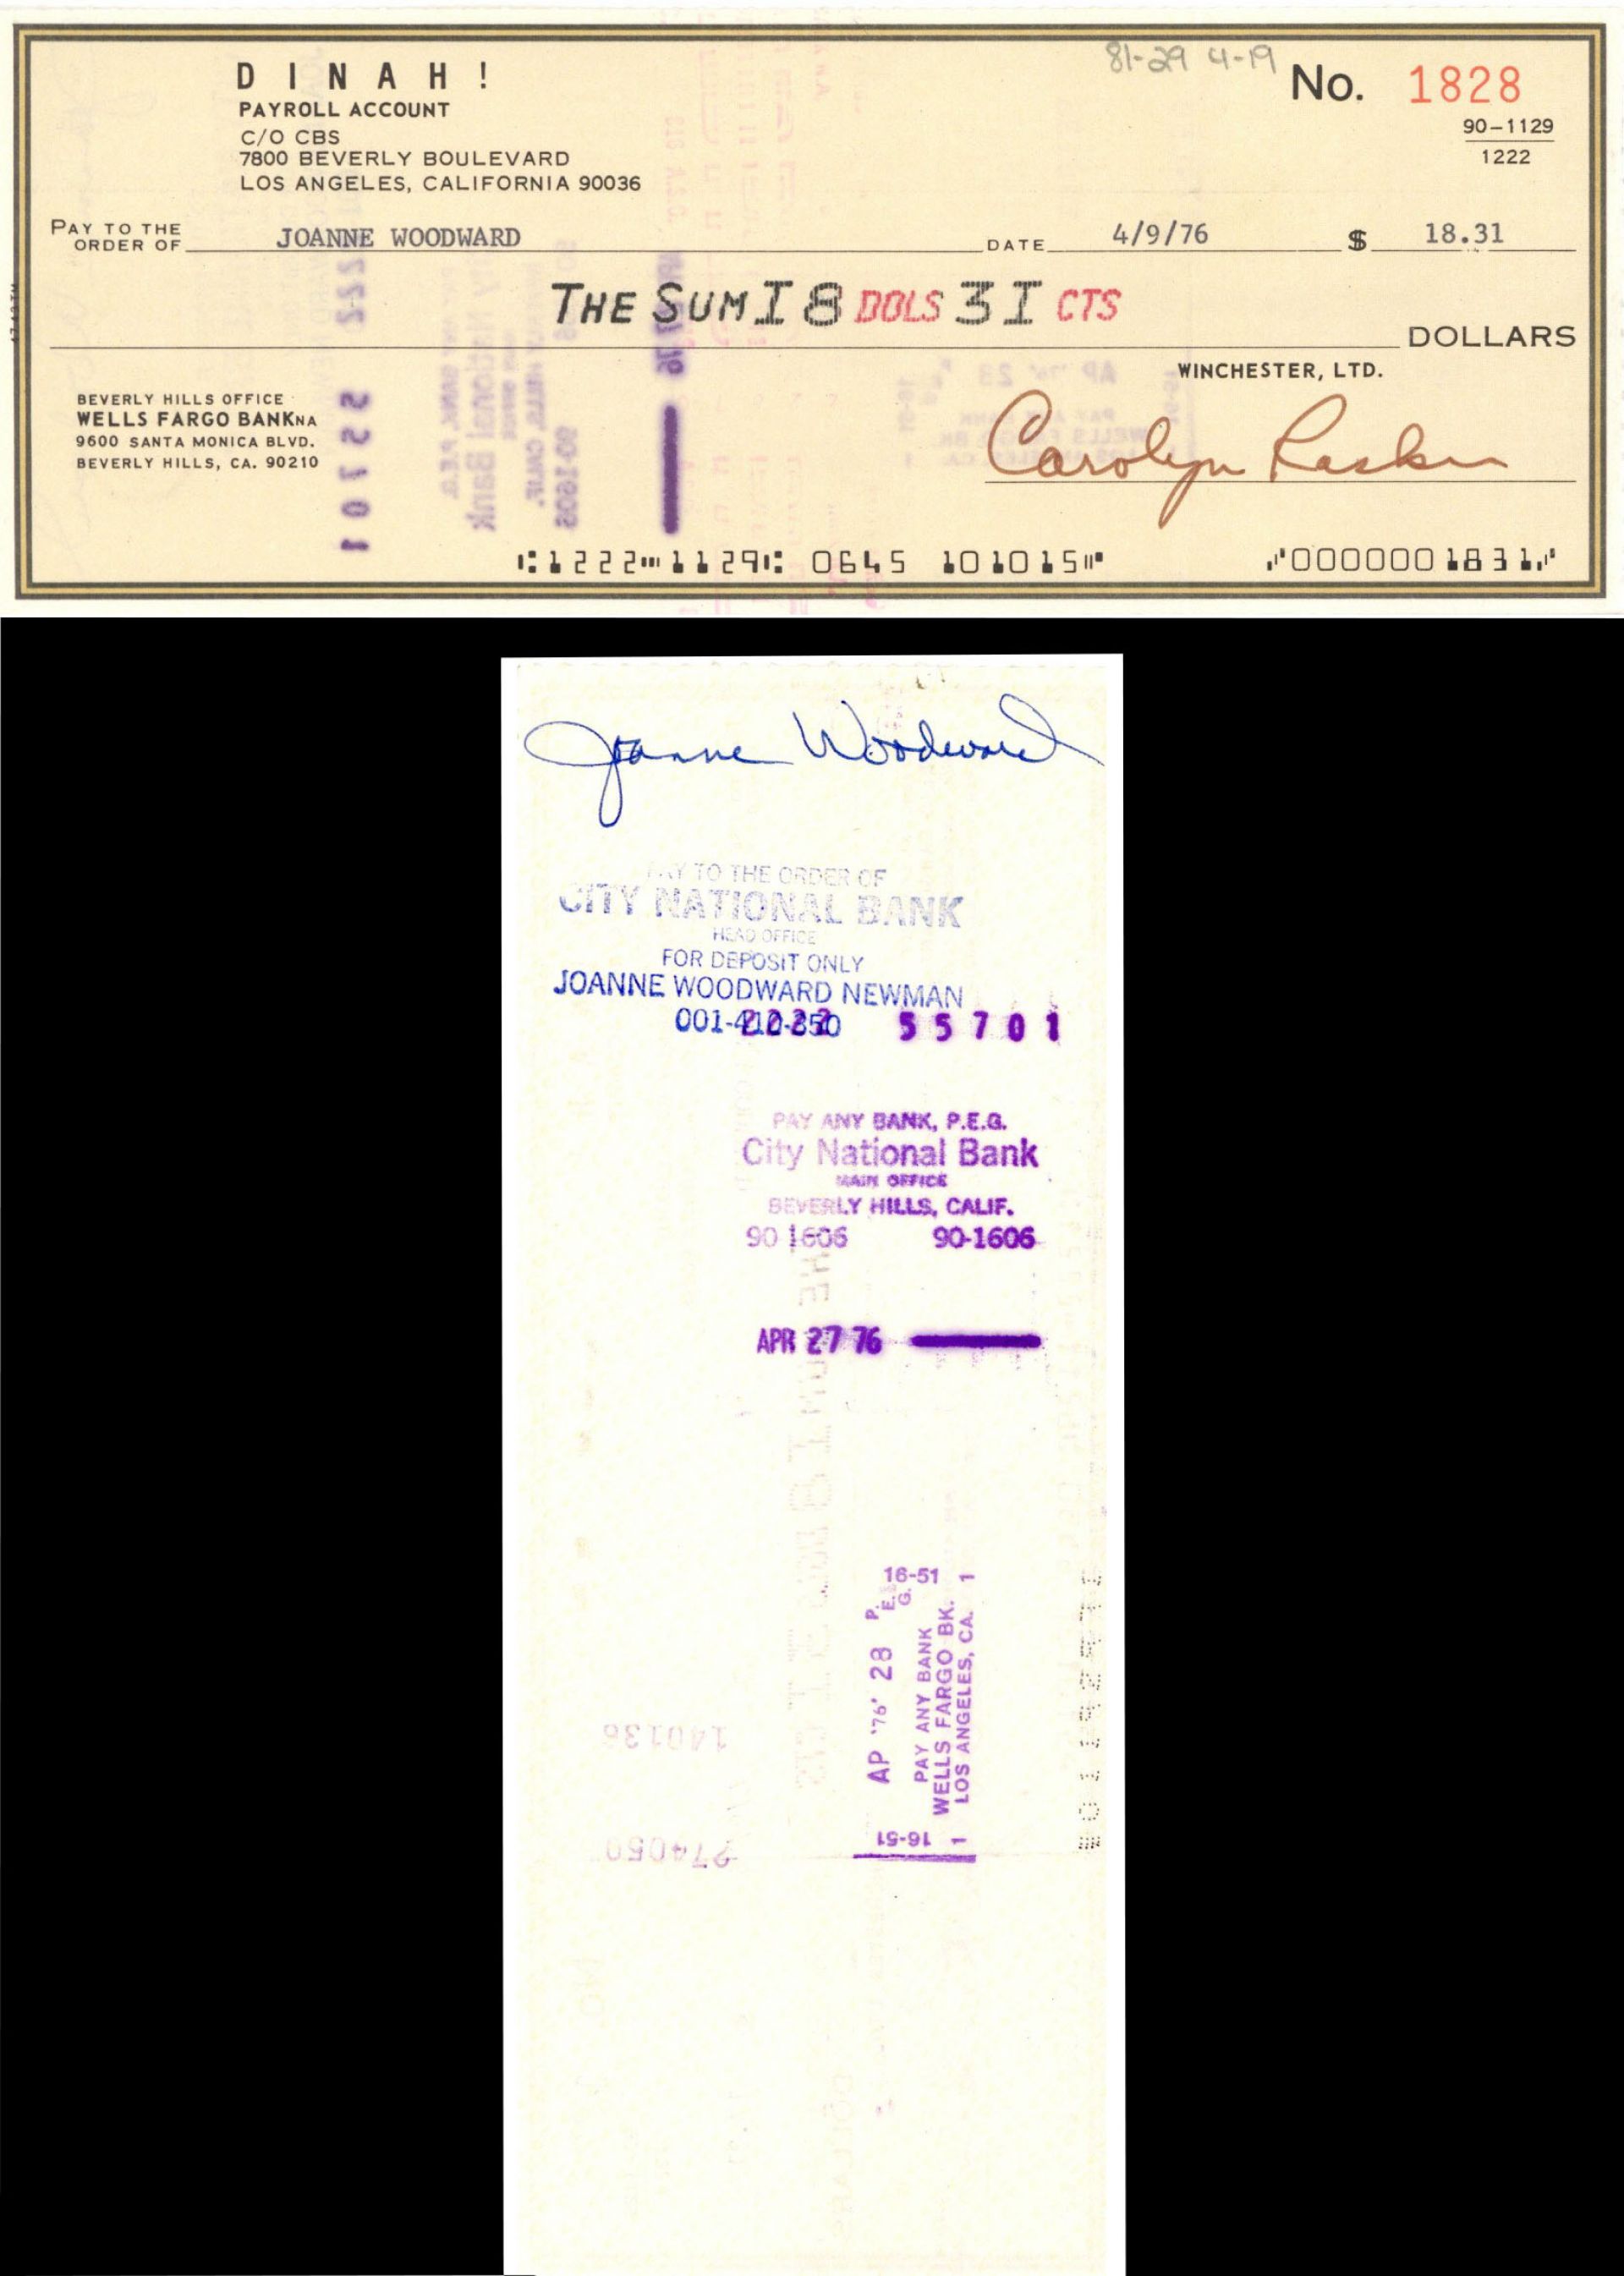 81-29 4-19
DINAH!
No. 1828
PAYROLL ACCOUNT
90-1129
1222
C/O CBS
7800 BEVERLY BOULEVARD
LOS ANGELES, CALIFORNIA 90036
PAY TO THE ORDER OF JOANNE WOODWARD DATE 4/9/76 $ 18.31
THE SUM 18 DOLS 31 CTS
DOLLARS
WINCHESTER, LTD.
BEVERLY HILLS OFFICE
WELLS FARGO BANK NA
9600 SANTA MONICA BLVD.
BEVERLY HILLS, CA. 90210
Carolyn Raskin
1222 1129 0645 101015 0000001831
Joanne Woodward
PAY TO THE ORDER OF
CITY NATIONAL BANK
HEAD OFFICE
FOR DEPOSIT ONLY
JOANNE WOODWARD NEWMAN
55701
PAY ANY BANK, P.E.G.
City National Bank
MAIN OFFICE
BEVERLY HILLS, CALIF.
90 1606 90-1606
APR 27 76
16-51
AP '76' 28 P.E.G.
PAY ANY BANK
WELLS FARGO BK.
LOS ANGELES, CA.
1 1
16-51
140136
274050